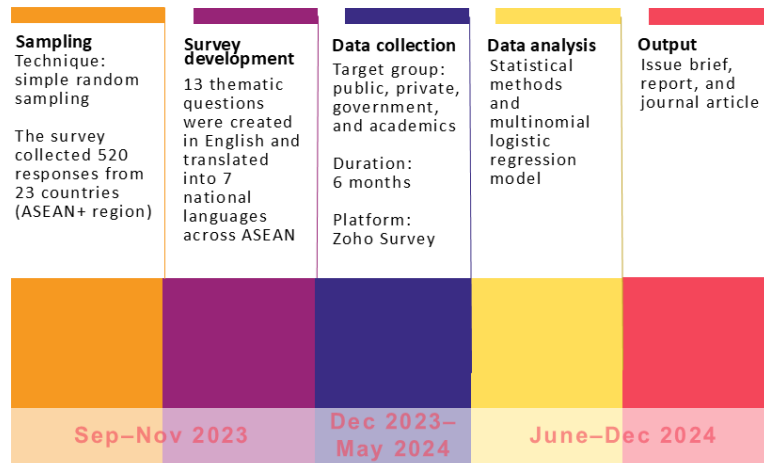 Sampling
Technique:
simple random
sampling
The survey
collected 520
responses from
23 countries
(ASEAN+ region)
Survey
development
13 thematic
questions
were created
in English and
translated
into 7
national
languages
across ASEAN
Data collection
Target group:
public, private,
government,
and academics
Duration:
6 months
Platform:
Zoho Survey
Data analysis
Statistical
methods
and
multinomial
logistic
regression
model
Output
Issue brief,
report, and
journal article
Sep–Nov 2023
Dec 2023–
May 2024
June–Dec 2024